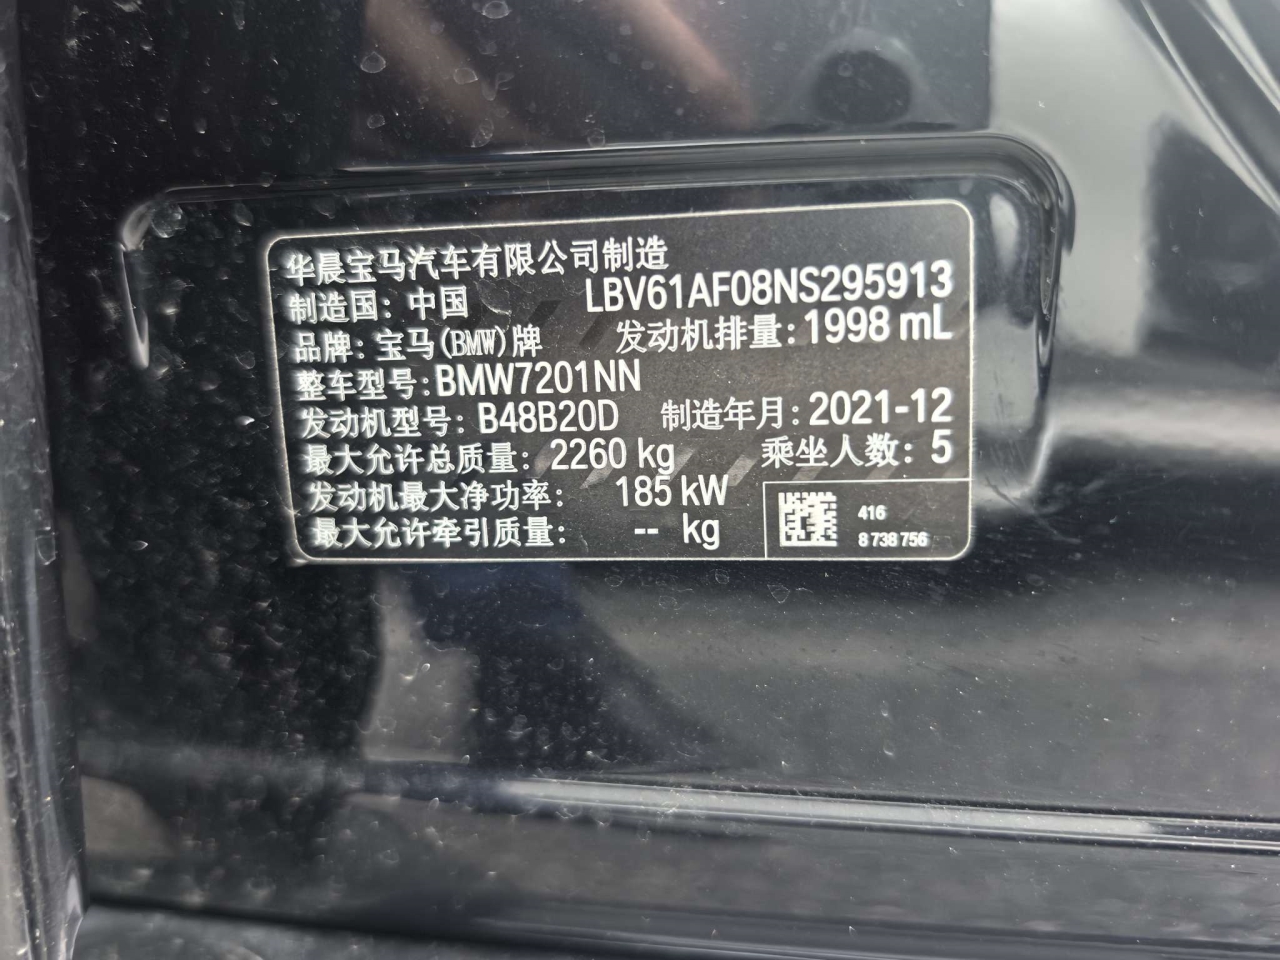 华晨宝马汽车有限公司制造
制造国: 中国 LBV61AF08NS295913
品牌: 宝马(BMW)牌 发动机排量: 1998 mL
整车型号: BMW7201NN
发动机型号: B48B20D 制造年月: 2021-12
最大允许总质量: 2260 kg 乘坐人数: 5
发动机最大净功率: 185 kW
最大允许牵引质量: -- kg
416
8 738 756